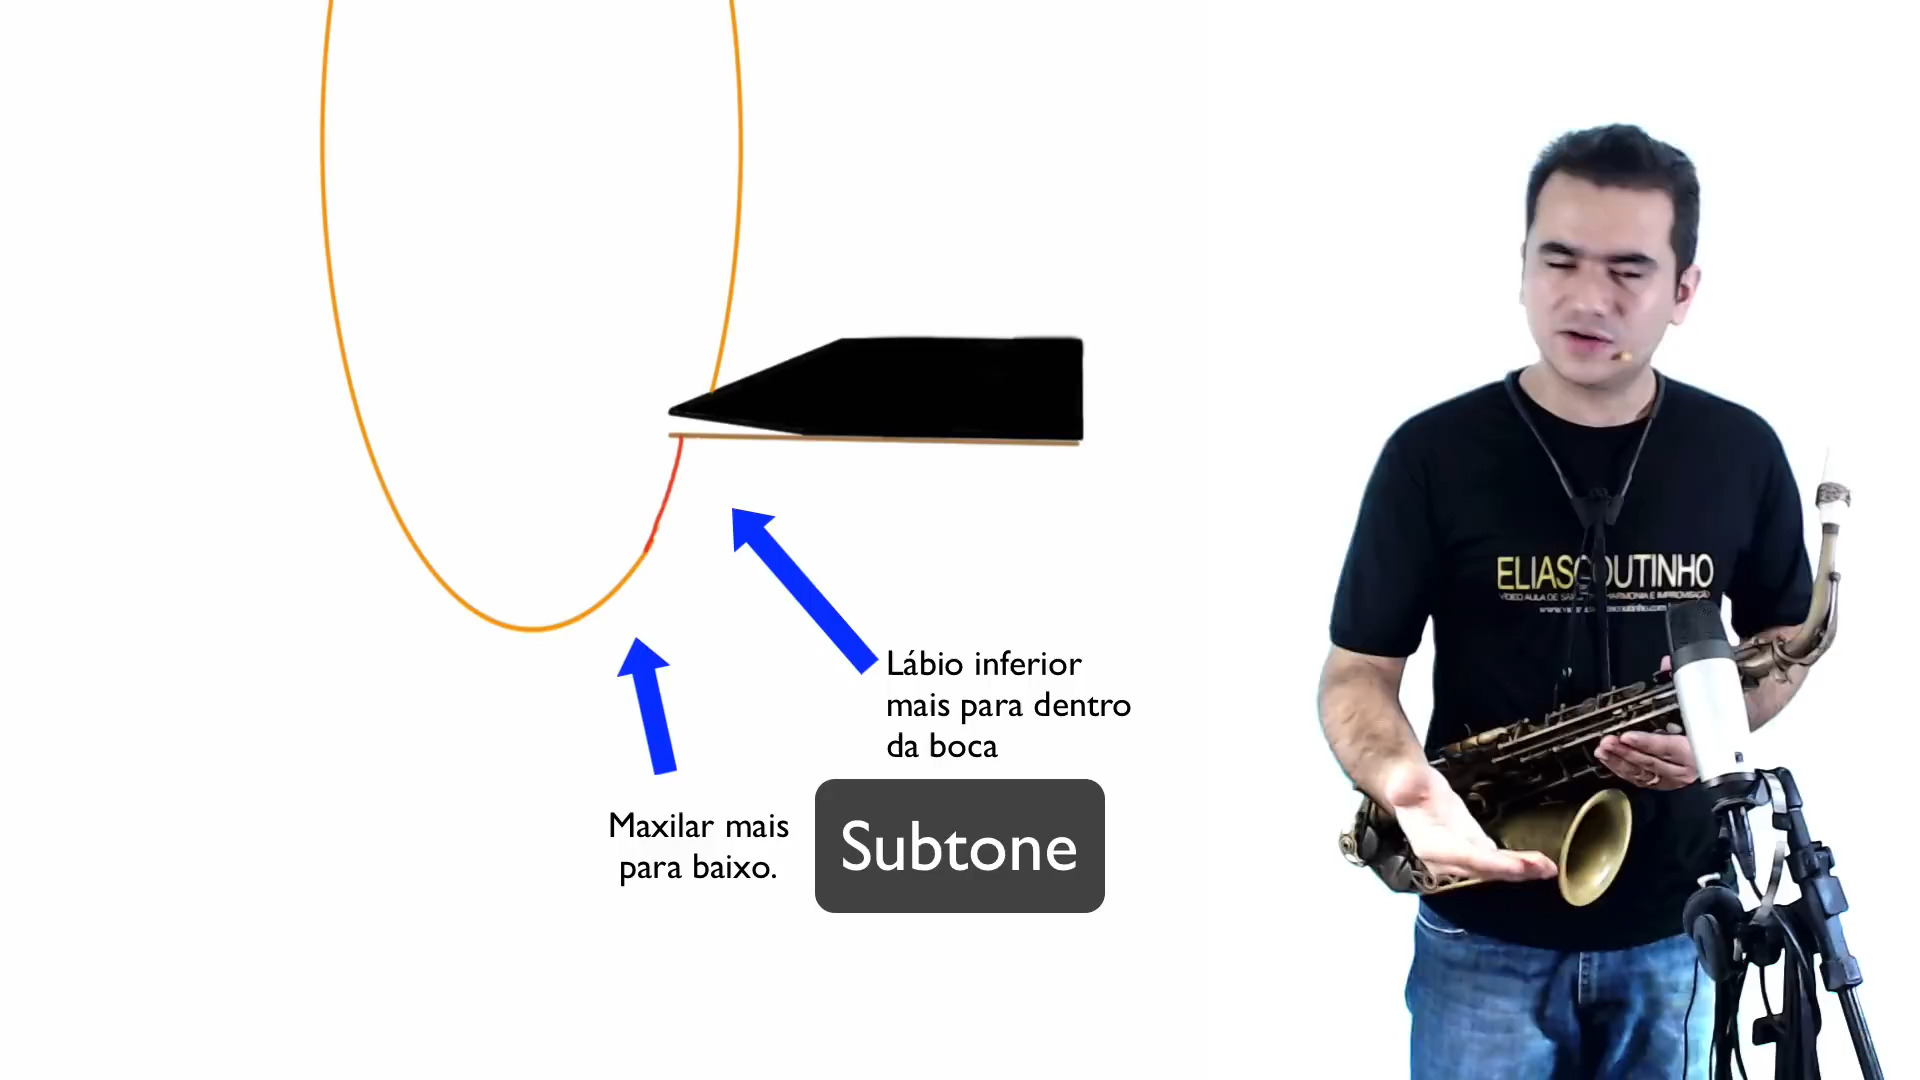 Lábio inferior
mais para dentro
da boca
Maxilar mais
para baixo.
Subtone
ELIASCOUTINHO